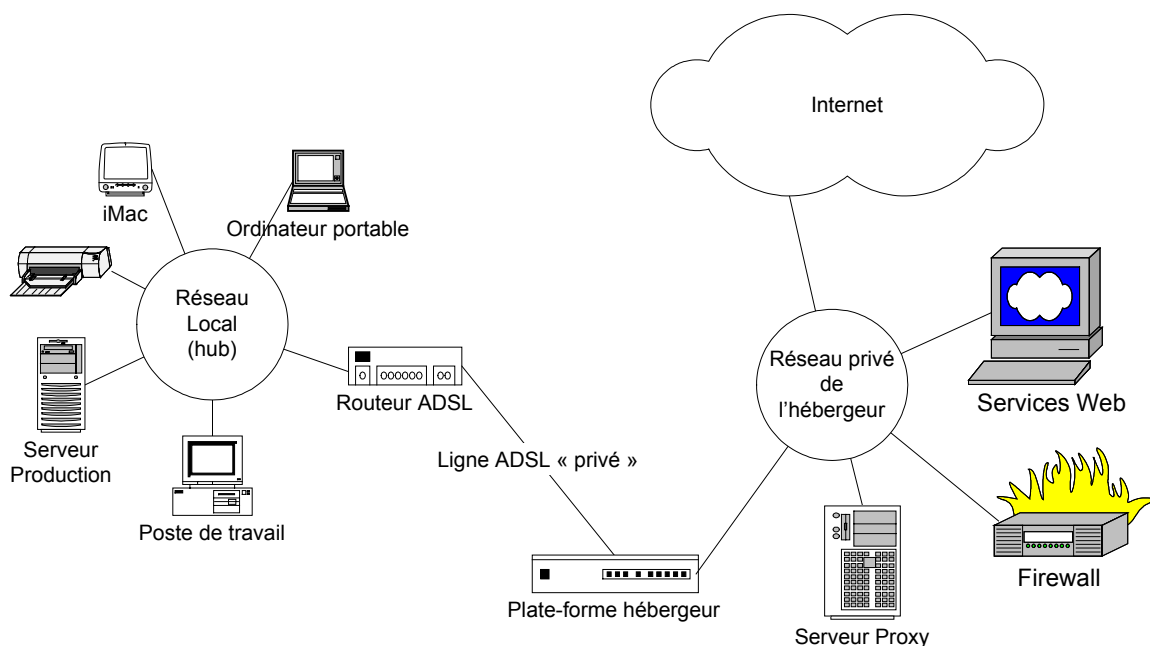 Internet
iMac
Ordinateur portable
Réseau
Local
(hub)
Routeur ADSL
Serveur
Production
Poste de travail
Ligne ADSL « privé »
Plate-forme hébergeur
Réseau privé
de
l'hébergeur
Services Web
Firewall
Serveur Proxy